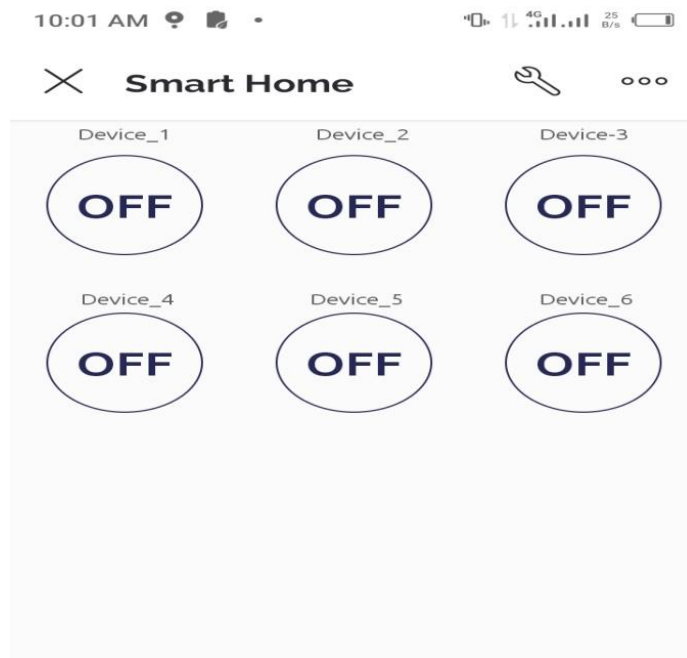 10:01 AM 4G 25 B/s
Smart Home
Device_1 Device_2 Device-3
OFF OFF OFF
Device_4 Device_5 Device_6
OFF OFF OFF